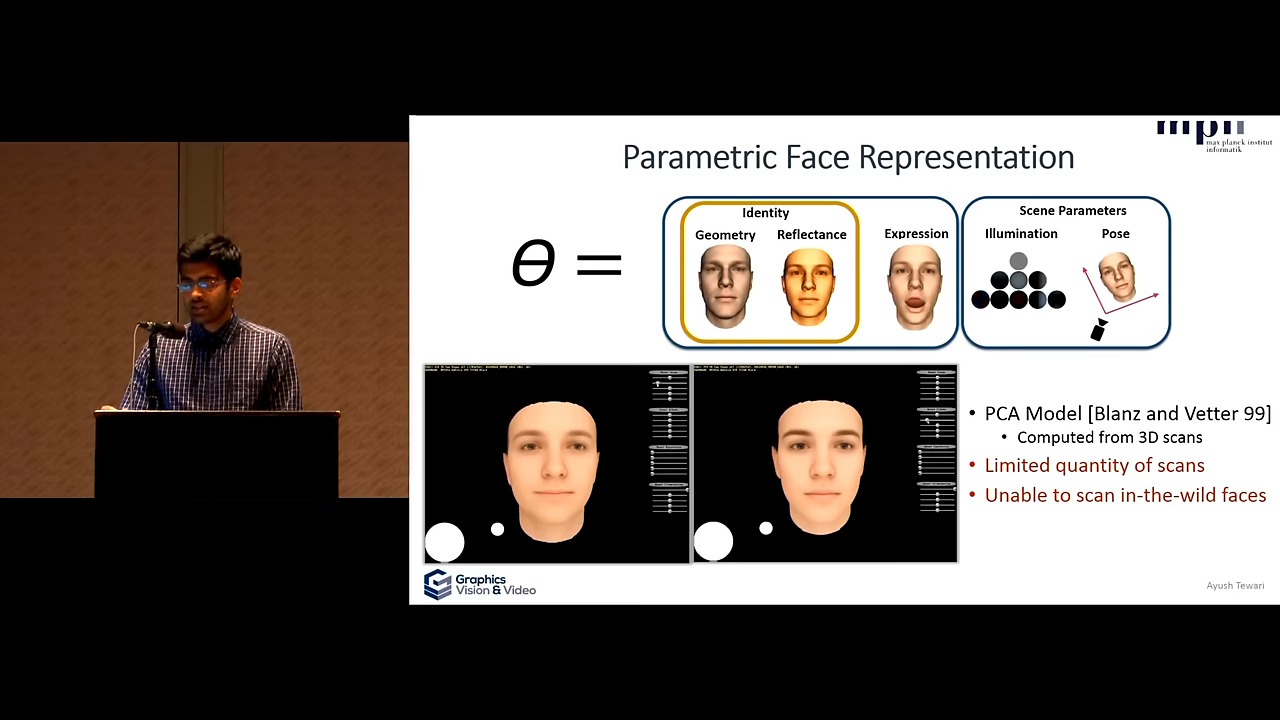 max planck institut
informatik
Parametric Face Representation
θ =
Identity
Geometry Reflectance
Expression
Scene Parameters
Illumination Pose
• PCA Model [Blanz and Vetter 99]
• Computed from 3D scans
• Limited quantity of scans
• Unable to scan in-the-wild faces
Graphics
Vision & Video
Ayush Tewari